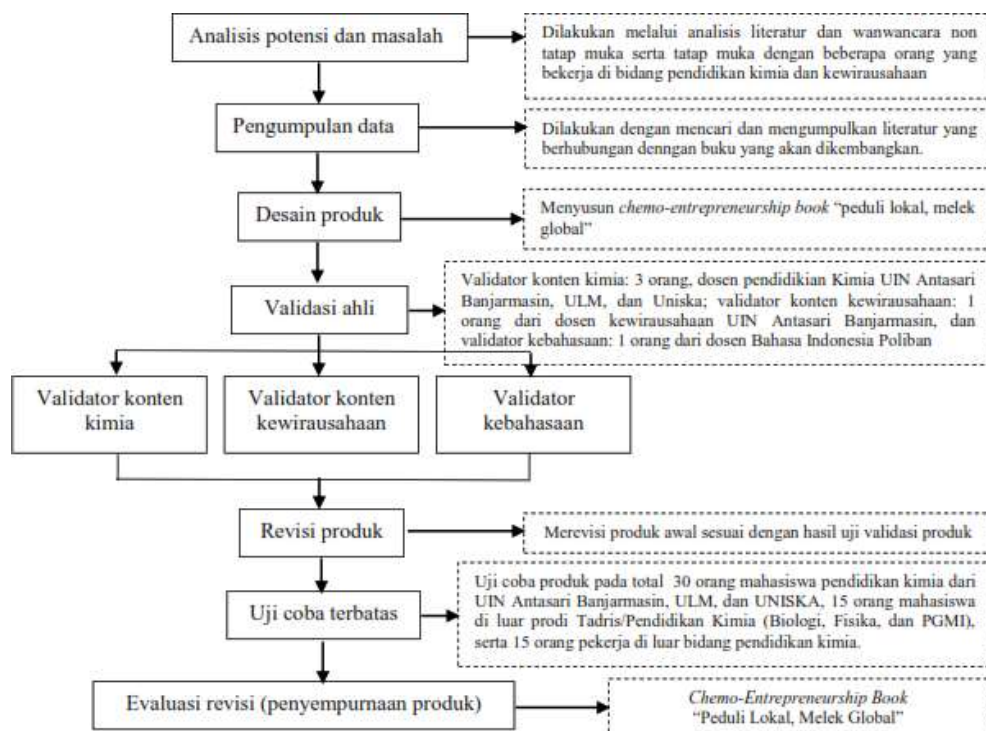 Analisis potensi dan masalah
Dilakukan melalui analisis literatur dan wanwancara non
tatap muka serta tatap muka dengan beberapa orang yang
bekerja di bidang pendidikan kimia dan kewirausahaan
Pengumpulan data
Dilakukan dengan mencari dan mengumpulkan literatur yang
berhubungan denngan buku yang akan dikembangkan.
Desain produk
Menyusun chemo-entrepreneurship book “peduli lokal, melek
global”
Validasi ahli
Validator konten kimia: 3 orang, dosen pendidikian Kimia UIN Antasari
Banjarmasin, ULM, dan Uniska; validator konten kewirausahaan: 1
orang dari dosen kewirausahaan UIN Antasari Banjarmasin, dan
validator kebahasaan: 1 orang dari dosen Bahasa Indonesia Poliban
Validator konten
kimia
Validator konten
kewirausahaan
Validator
kebahasaan
Revisi produk
Merevisi produk awal sesuai dengan hasil uji validasi produk
Uji coba terbatas
Uji coba produk pada total 30 orang mahasiswa pendidikan kimia dari
UIN Antasari Banjarmasin, ULM, dan UNISKA, 15 orang mahasiswa
di luar prodi Tadris/Pendidikan Kimia (Biologi, Fisika, dan PGMI),
serta 15 orang pekerja di luar bidang pendidikan kimia.
Evaluasi revisi (penyempurnaan produk)
Chemo-Entrepreneurship Book
“Peduli Lokal, Melek Global”